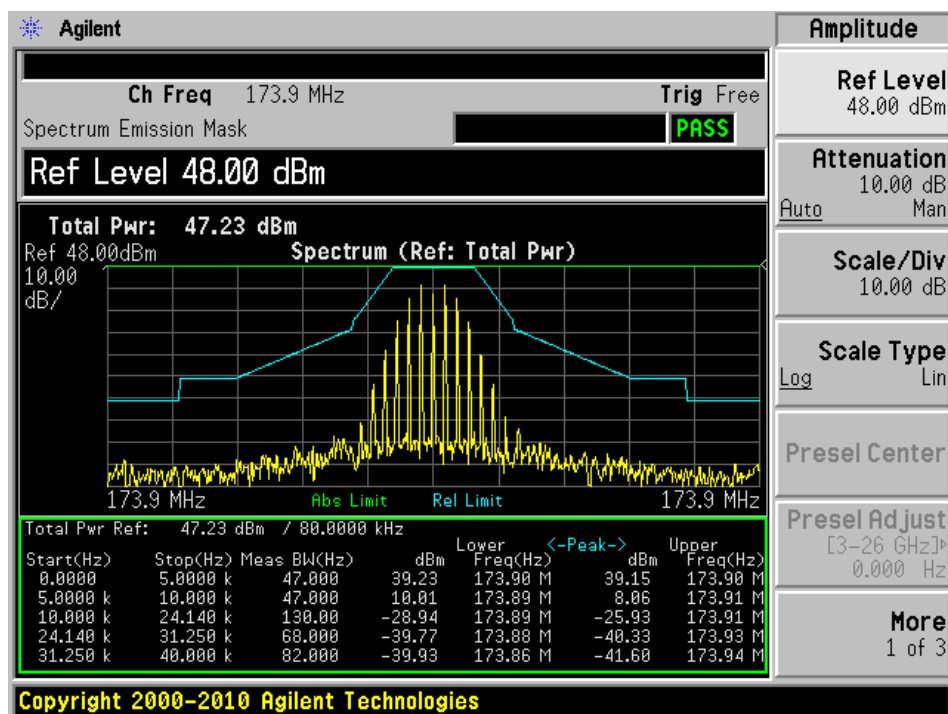 Agilent
Ch Freq 173.9 MHz Trig Free
Spectrum Emission Mask PASS
Ref Level 48.00 dBm
Total Pwr: 47.23 dBm
Ref 48.00dBm Spectrum (Ref: Total Pwr)
10.00
dB/
173.9 MHz Abs Limit Rel Limit 173.9 MHz
Total Pwr Ref: 47.23 dBm / 80.0000 kHz
Lower <-Peak-> Upper
Start(Hz) Stop(Hz) Meas BW(Hz) dBm Freq(Hz) dBm Freq(Hz)
0.0000 5.0000 k 47.000 39.23 173.90 M 39.15 173.90 M
5.0000 k 10.000 k 47.000 10.01 173.89 M 8.06 173.91 M
10.000 k 24.140 k 130.00 -28.94 173.89 M -25.93 173.91 M
24.140 k 31.250 k 68.000 -39.77 173.88 M -40.33 173.93 M
31.250 k 40.000 k 82.000 -39.93 173.86 M -41.60 173.94 M
Copyright 2000-2010 Agilent Technologies
Amplitude
Ref Level
48.00 dBm
Attenuation
10.00 dB
Auto Man
Scale/Div
10.00 dB
Scale Type
Log Lin
Presel Center
Presel Adjust
[3-26 GHz]
0.000 Hz
More
1 of 3